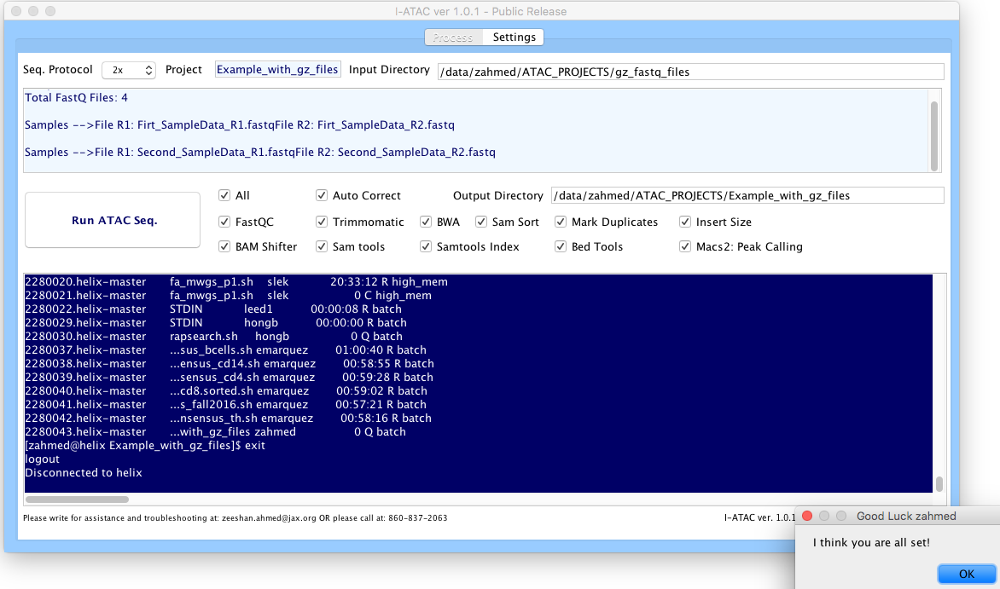 I-ATAC ver 1.0.1 - Public Release
Process Settings
Seq. Protocol 2x Project Example_with_gz_files Input Directory /data/zahmed/ATAC_PROJECTS/gz_fastq_files
Total FastQ Files: 4
Samples -->File R1: Firt_SampleData_R1.fastqFile R2: Firt_SampleData_R2.fastq
Samples -->File R1: Second_SampleData_R1.fastqFile R2: Second_SampleData_R2.fastq
Run ATAC Seq.
All Auto Correct Output Directory /data/zahmed/ATAC_PROJECTS/Example_with_gz_files
FastQC Trimmomatic BWA Sam Sort Mark Duplicates Insert Size
BAM Shifter Sam tools Samtools Index Bed Tools Macs2: Peak Calling
2280020.helix-master fa_mwgs_p1.sh slek 20:33:12 R high_mem
2280021.helix-master fa_mwgs_p1.sh slek 0 C high_mem
2280022.helix-master STDIN leed1 00:00:08 R batch
2280029.helix-master STDIN hongb 00:00:00 R batch
2280030.helix-master rapsearch.sh hongb 0 Q batch
2280037.helix-master ...sus_bcells.sh emarquez 01:00:40 R batch
2280038.helix-master ...ensus_cd14.sh emarquez 00:58:55 R batch
2280039.helix-master ...sensus_cd4.sh emarquez 00:59:28 R batch
2280040.helix-master ...cd8.sorted.sh emarquez 00:59:02 R batch
2280041.helix-master ...s_fall2016.sh emarquez 00:57:21 R batch
2280042.helix-master ...nsensus_th.sh emarquez 00:58:16 R batch
2280043.helix-master ...with_gz_files zahmed 0 Q batch
[zahmed@helix Example_with_gz_files]$ exit
logout
Disconnected to helix
Please write for assistance and troubleshooting at: zeeshan.ahmed@jax.org OR please call at: 860-837-2063 I-ATAC ver. 1.0.1
Good Luck zahmed
I think you are all set!
OK